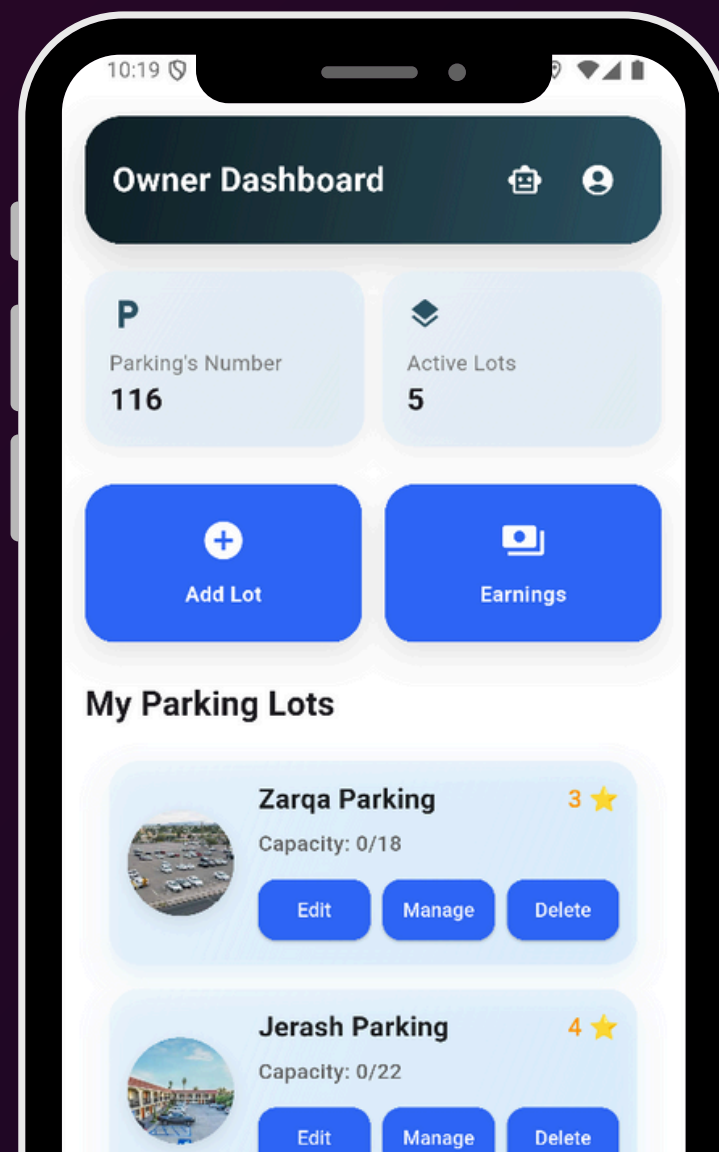 10:19
Owner Dashboard
P
Parking's Number
116
Active Lots
5
Add Lot
Earnings
My Parking Lots
Zarqa Parking
3
Capacity: 0/18
Edit
Manage
Delete
Jerash Parking
4
Capacity: 0/22
Edit
Manage
Delete